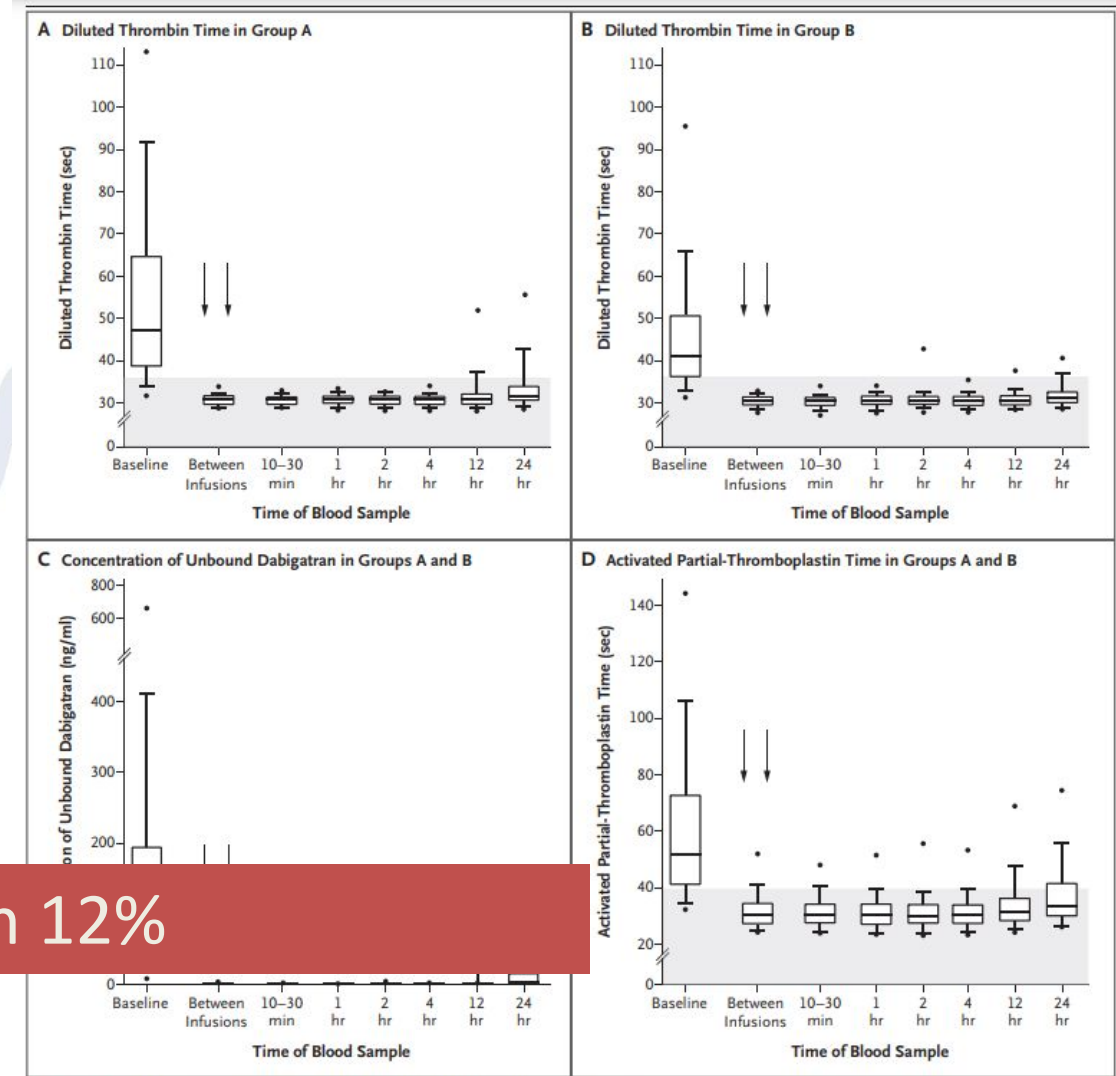 A Diluted Thrombin Time in Group A
110
100
90
80
70
60
50
40
30
0
Diluted Thrombin Time (sec)
Baseline Between Infusions 10–30 min 1 hr 2 hr 4 hr 12 hr 24 hr
Time of Blood Sample
B Diluted Thrombin Time in Group B
110
100
90
80
70
60
50
40
30
0
Diluted Thrombin Time (sec)
Baseline Between Infusions 10–30 min 1 hr 2 hr 4 hr 12 hr 24 hr
Time of Blood Sample
C Concentration of Unbound Dabigatran in Groups A and B
800
600
400
300
200
0
on of Unbound Dabigatran (ng/ml)
12%
Baseline Between Infusions 10–30 min 1 hr 2 hr 4 hr 12 hr 24 hr
Time of Blood Sample
D Activated Partial-Thromboplastin Time in Groups A and B
140
120
100
80
60
40
20
0
Activated Partial-Thromboplastin Time (sec)
Baseline Between Infusions 10–30 min 1 hr 2 hr 4 hr 12 hr 24 hr
Time of Blood Sample